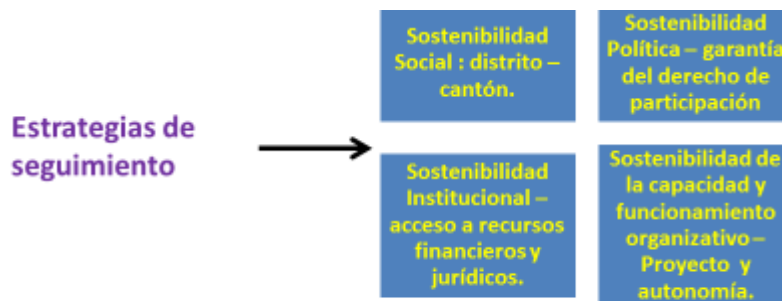 Estrategias de
seguimiento
Sostenibilidad
Social : distrito –
cantón.
Sostenibilidad
Política – garantía
del derecho de
participación
Sostenibilidad
Institucional –
acceso a recursos
financieros y
jurídicos.
Sostenibilidad de
la capacidad y
funcionamiento
organizativo –
Proyecto y
autonomía.